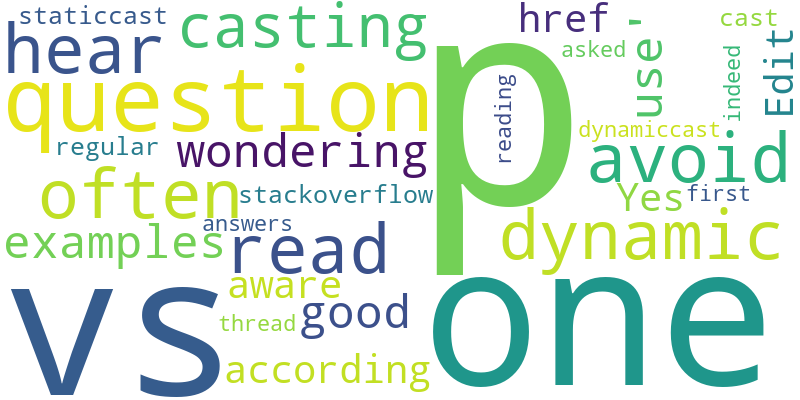 staticcast
casting
href
cast
hear
asked
use'
indeed
Edit
question
p
reading
dynamiccast
regular
wondering
avoid
often
stackoverflow
Yes
first
answers
examples
read
dynamic
aware
vs
good
one
thread
according